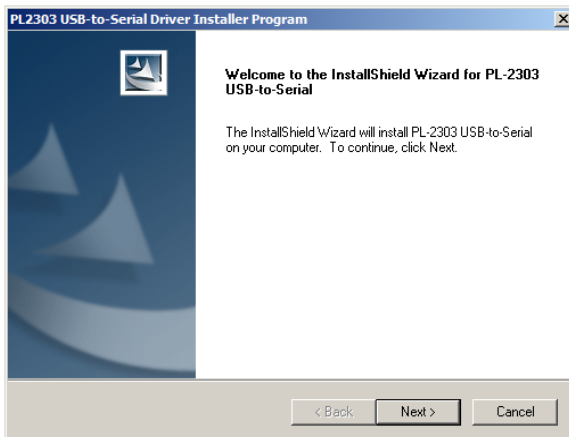 PL2303 USB-to-Serial Driver Installer Program
Welcome to the InstallShield Wizard for PL-2303
USB-to-Serial
The InstallShield Wizard will install PL-2303 USB-to-Serial
on your computer. To continue, click Next.
< Back
Next >
Cancel